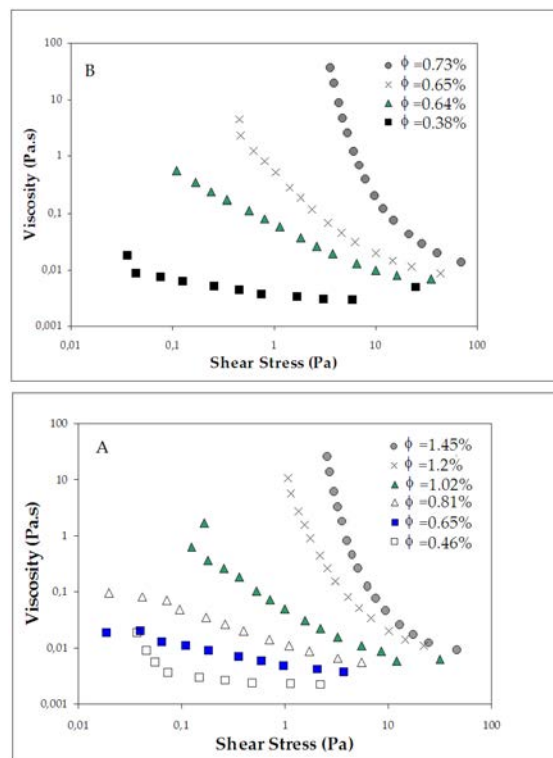 B
ϕ =0.73%
ϕ =0.65%
ϕ =0.64%
ϕ =0.38%
Viscosity (Pa.s)
100
10
1
0,1
0,01
0,001
0,01 0,1 1 10 100
Shear Stress (Pa)
A
ϕ =1.45%
ϕ =1.2%
ϕ =1.02%
ϕ =0.81%
ϕ =0.65%
ϕ =0.46%
Viscosity (Pa.s)
100
10
1
0,1
0,01
0,001
0,01 0,1 1 10 100
Shear Stress (Pa)